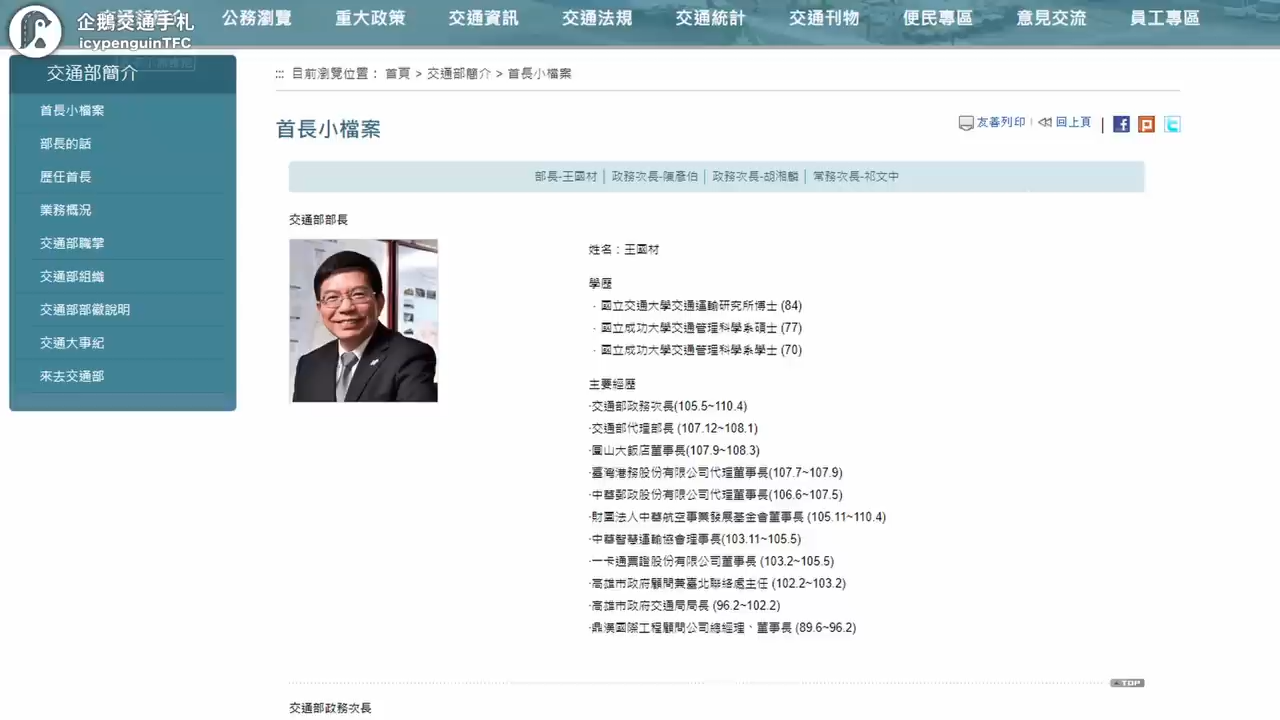 企鵝交通手札
icypenguinTFC
公務瀏覽
重大政策
交通資訊
交通法規
交通統計
交通刊物
便民專區
意見交流
員工專區
交通部簡介
首長小檔案
部長的話
歷任首長
業務概況
交通部職掌
交通部組織
交通部部徽說明
交通大事紀
來去交通部
::: 目前瀏覽位置： 首頁 > 交通部簡介 > 首長小檔案
首長小檔案
友善列印
回上頁
部長-王國材│政務次長-陳彥伯│政務次長-胡湘麟│常務次長-祁文中
交通部部長
姓名：王國材
學歷
．國立交通大學交通運輸研究所博士 (84)
．國立成功大學交通管理科學系碩士 (77)
．國立成功大學交通管理科學系學士 (70)
主要經歷
‧交通部政務次長(105.5~110.4)
‧交通部代理部長 (107.12~108.1)
‧圓山大飯店董事長(107.9~108.3)
‧臺灣港務股份有限公司代理董事長(107.7~107.9)
‧中華郵政股份有限公司代理董事長(106.6~107.5)
‧財團法人中華航空事業發展基金會董事長 (105.11~110.4)
‧中華智慧運輸協會理事長(103.11~105.5)
‧一卡通票證股份有限公司董事長 (103.2~105.5)
‧高雄市政府顧問兼臺北聯絡處主任 (102.2~103.2)
‧高雄市政府交通局局長 (96.2~102.2)
‧鼎漢國際工程顧問公司總經理、董事長 (89.6~96.2)
TOP
交通部政務次長